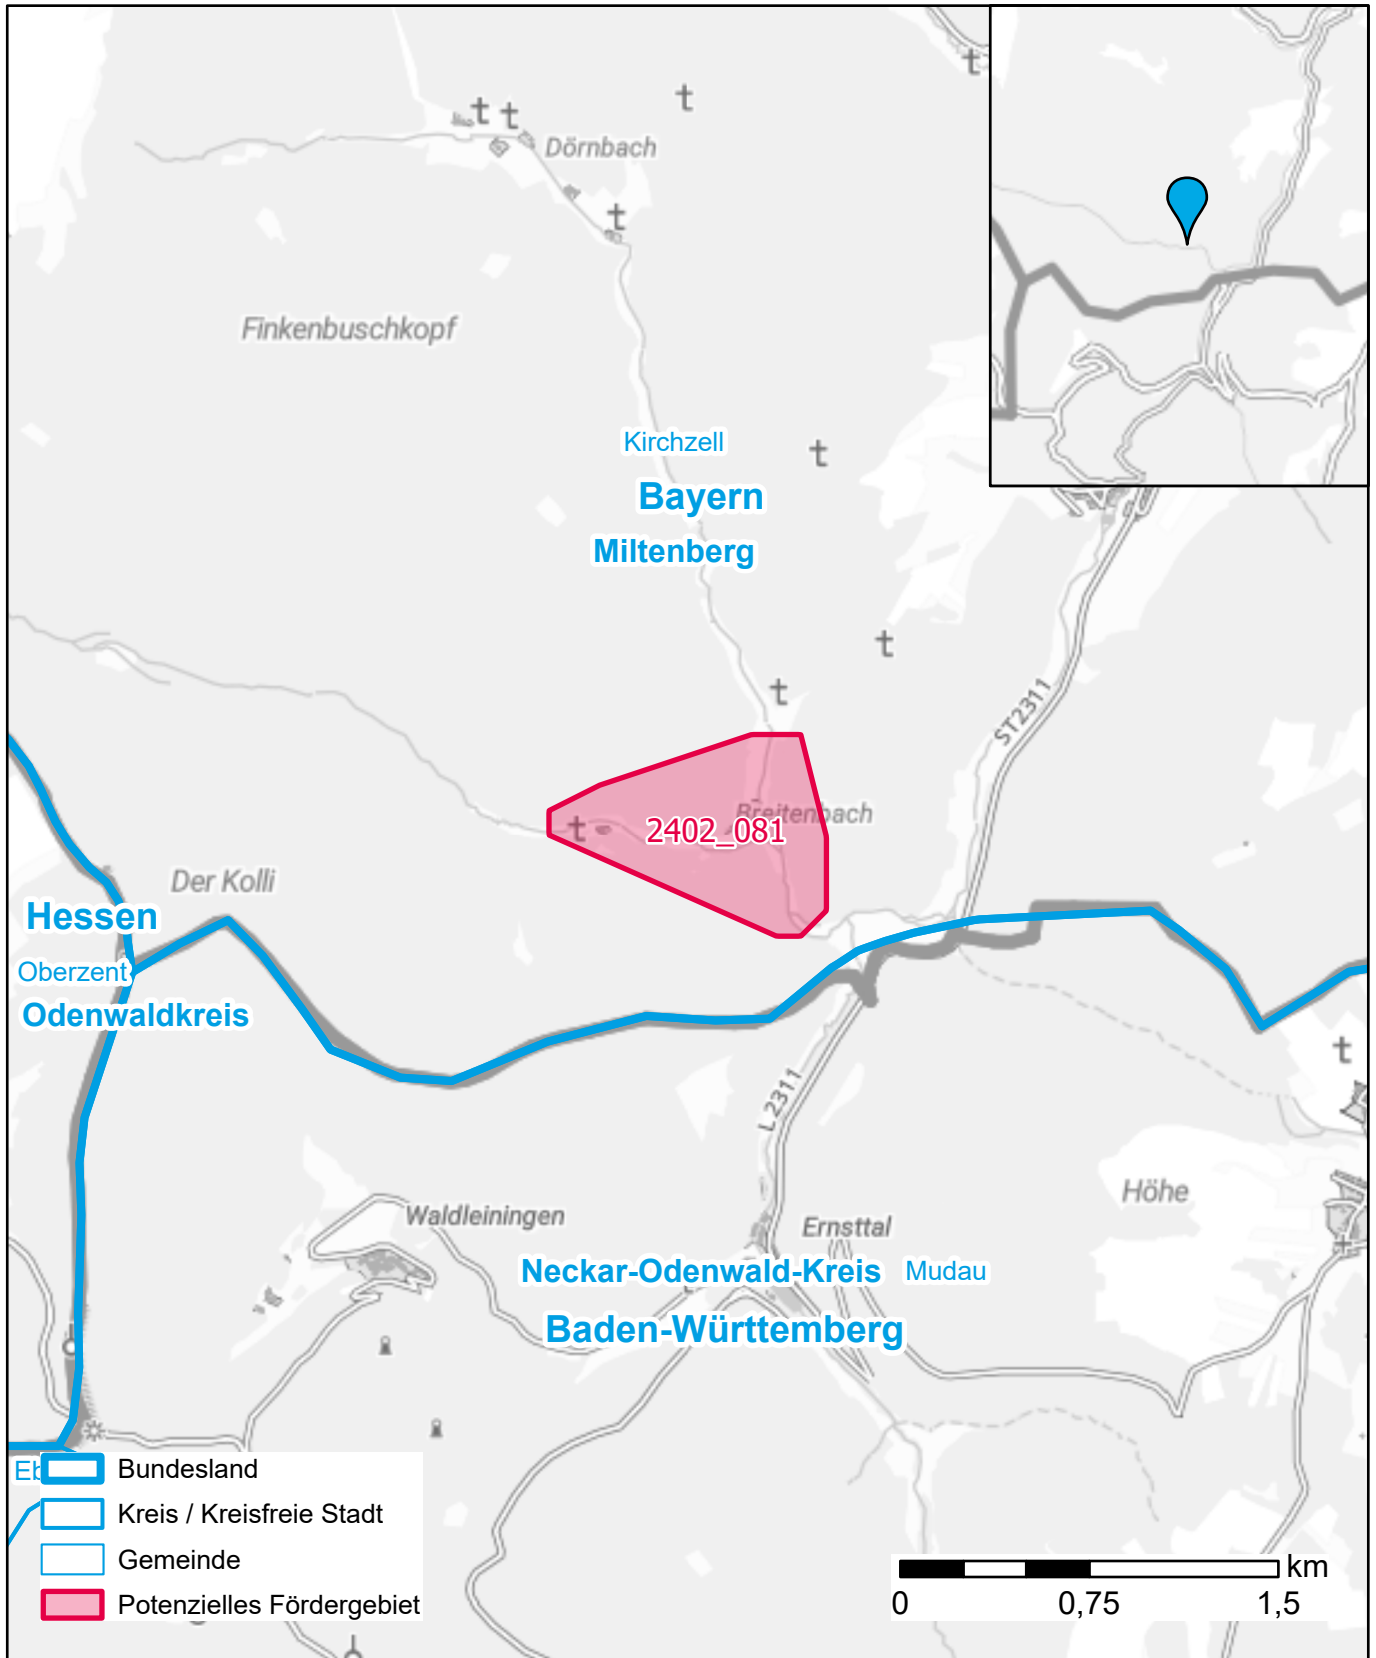 Dörnbach
Finkenbuschkopf
Kirchzell
Bayern
Miltenberg
ST2311
Breitenbach
2402_081
Der Kolli
Hessen
Oberzent
Odenwaldkreis
L2311
Höhe
Waldleiningen
Ernsttal
Neckar-Odenwald-Kreis
Mudau
Baden-Württemberg
Bundesland
Kreis / Kreisfreie Stadt
Gemeinde
Potenzielles Fördergebiet
km
0
0,75
1,5